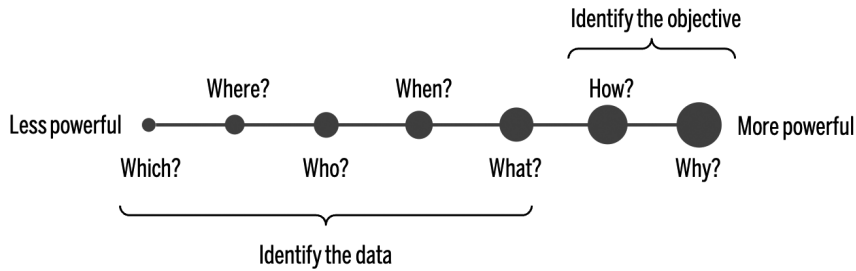 Identify the objective
Where?
When?
How?
Less powerful
More powerful
Which?
Who?
What?
Why?
Identify the data